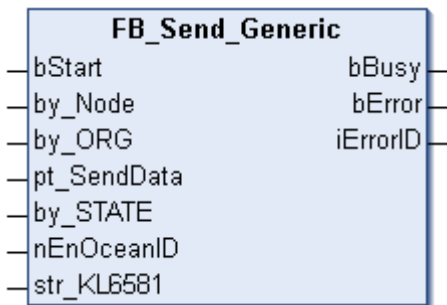 FB_Send_Generic
bStart bBusy
by_Node bError
by_ORG iErrorID
pt_SendData
by_STATE
nEnOceanID
str_KL6581